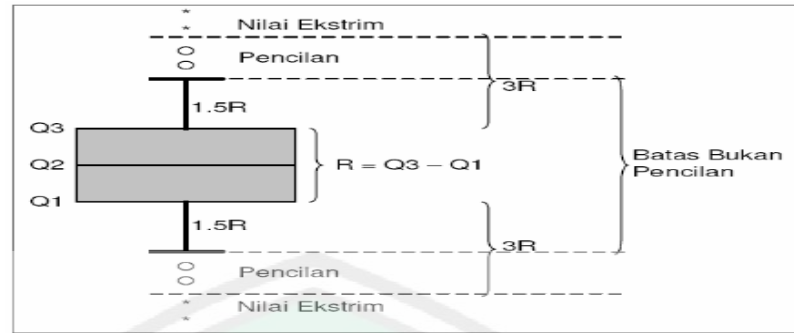 * Nilai Ekstrim
*
Pencilan
3R
1.5R
Q3
Q2
R = Q3 – Q1
Batas Bukan
Pencilan
Q1
1.5R
3R
Pencilan
* Nilai Ekstrim
*